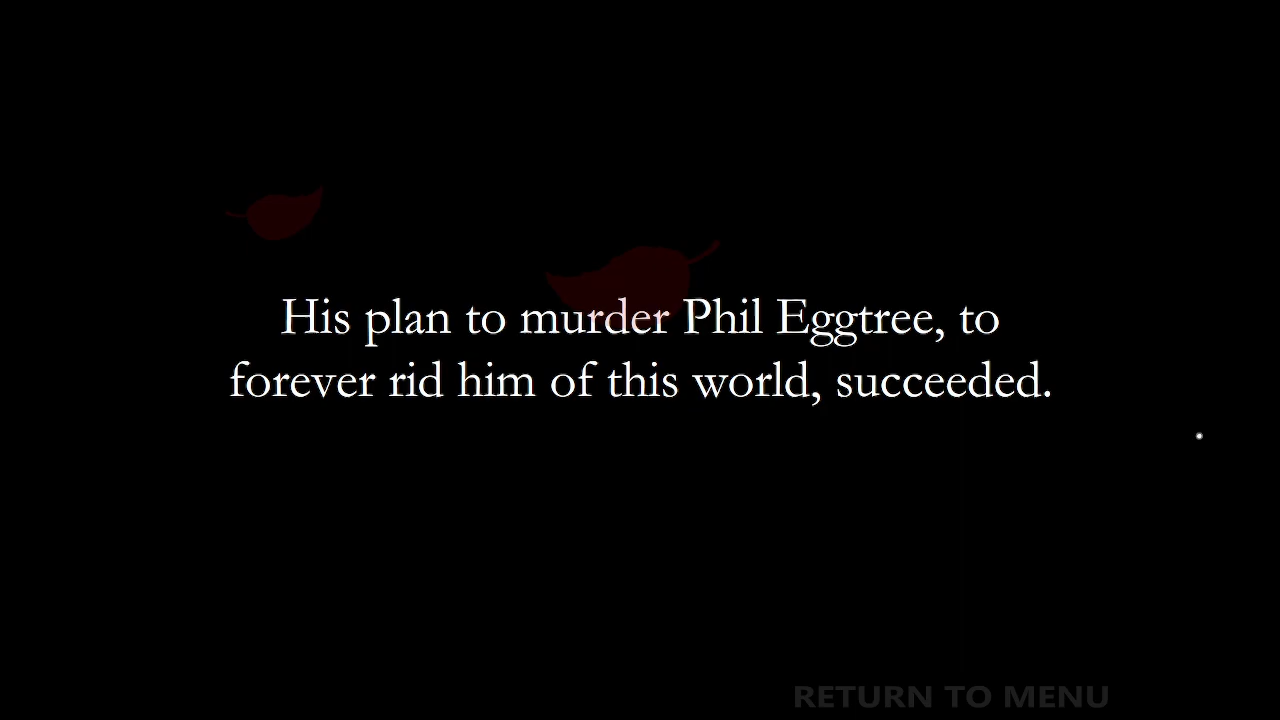 His plan to murder Phil Eggtree, to
forever rid him of this world, succeeded.
RETURN TO MENU